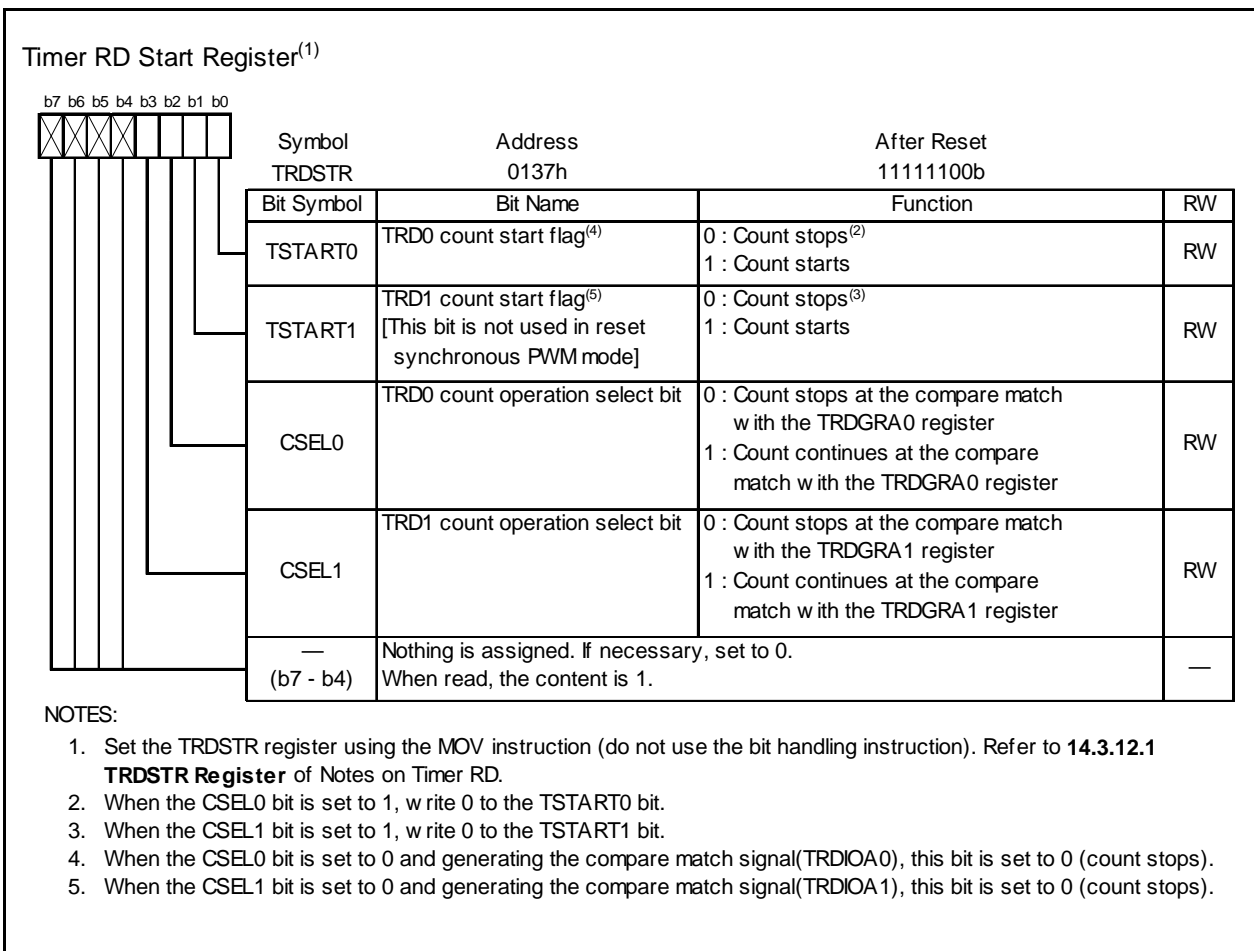 Timer RD Start Register(1)
b7 b6 b5 b4 b3 b2 b1 b0
Symbol Address After Reset
TRDSTR 0137h 11111100b
Bit Symbol Bit Name Function RW
TSTART0 TRD0 count start flag(4) 0 : Count stops(2) RW
1 : Count starts
TSTART1 TRD1 count start flag(5) 0 : Count stops(3) RW
[This bit is not used in reset 1 : Count starts
synchronous PWM mode]
CSEL0 TRD0 count operation select bit 0 : Count stops at the compare match RW
with the TRDGRA0 register
1 : Count continues at the compare
match with the TRDGRA0 register
CSEL1 TRD1 count operation select bit 0 : Count stops at the compare match RW
with the TRDGRA1 register
1 : Count continues at the compare
match with the TRDGRA1 register
— Nothing is assigned. If necessary, set to 0. —
(b7 - b4) When read, the content is 1.
NOTES:
1. Set the TRDSTR register using the MOV instruction (do not use the bit handling instruction). Refer to 14.3.12.1
TRDSTR Register of Notes on Timer RD.
2. When the CSEL0 bit is set to 1, write 0 to the TSTART0 bit.
3. When the CSEL1 bit is set to 1, write 0 to the TSTART1 bit.
4. When the CSEL0 bit is set to 0 and generating the compare match signal(TRDIOA0), this bit is set to 0 (count stops).
5. When the CSEL1 bit is set to 0 and generating the compare match signal(TRDIOA1), this bit is set to 0 (count stops).